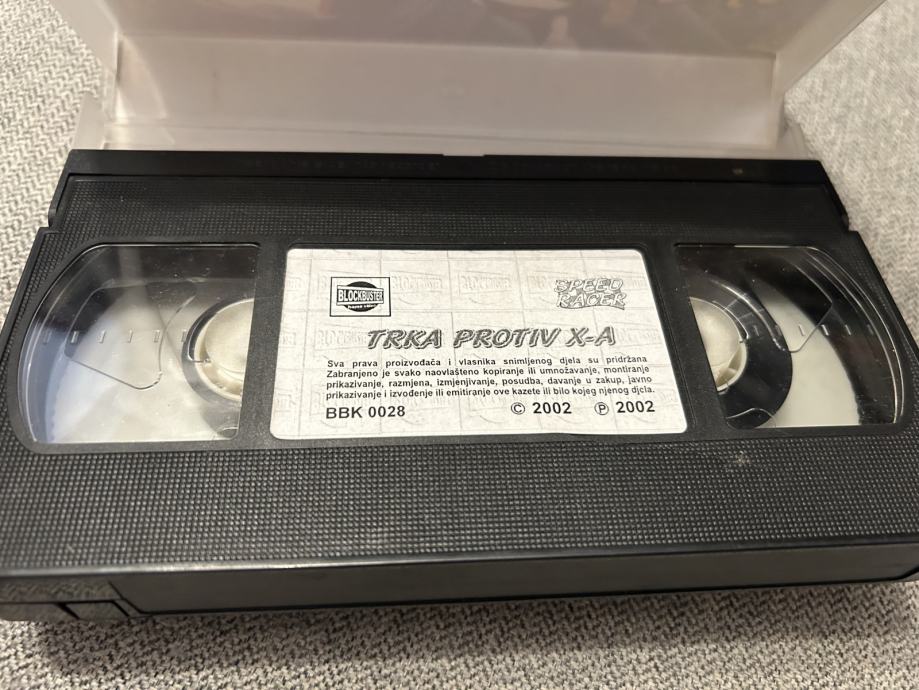 BLOCKBUSTER
SPEED
RACER
TRKA PROTIV X-A
Sva prava proizvođača i vlasnika snimljenog djela su pridržana
Zabranjeno je svako naovlašteno kopiranje ili umnožavanje, montiranje
prikazivanje, razmjena, izmjenjivanje, posudba, davanje u zakup, javno
prikazivanje i izvođenje ili emitiranje ove kazete ili bilo kojeg njenog djcla.
BBK 0028 © 2002 ℗ 2002